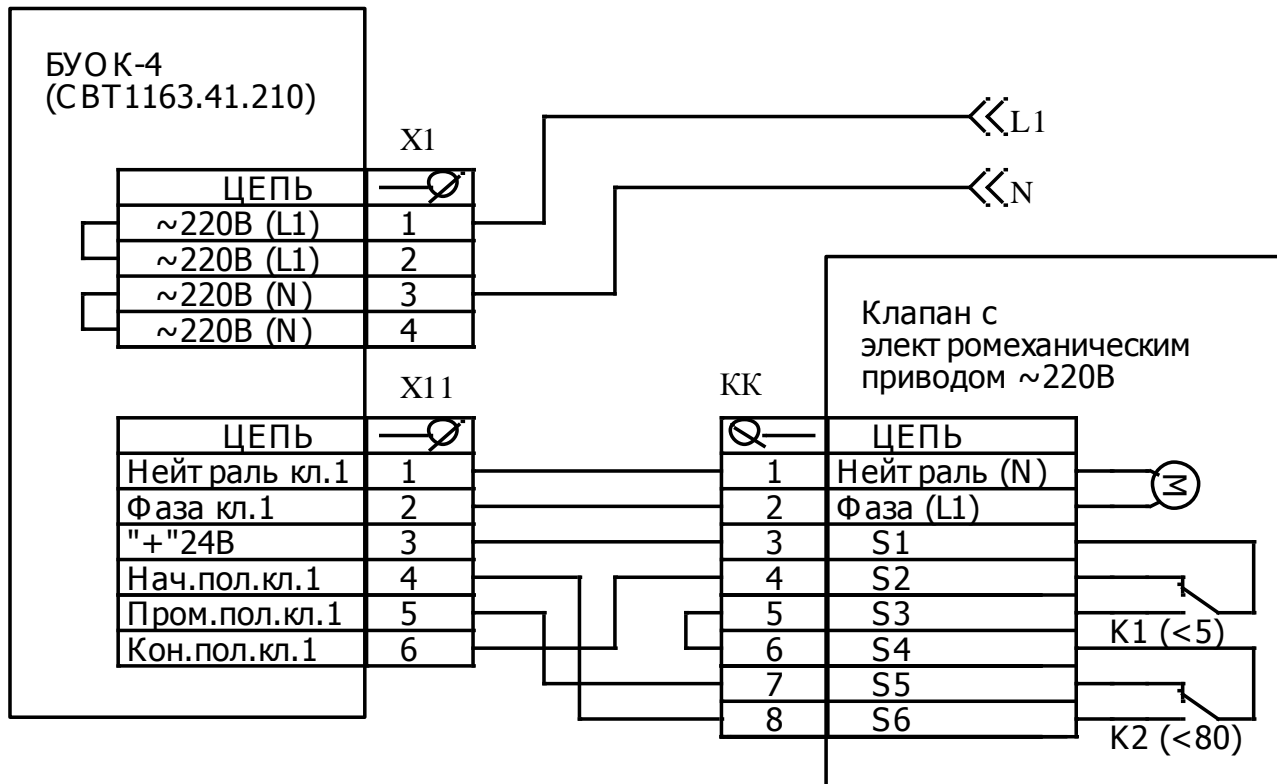 БУОК-4
(СВТ1163.41.210)
X1
ЦЕПЬ
~220В (L1) 1
~220В (L1) 2
~220В (N) 3
~220В (N) 4
L1
N
X11
ЦЕПЬ
Нейтраль кл.1 1
Фаза кл.1 2
"+"24В 3
Нач.пол.кл.1 4
Пром.пол.кл.1 5
Кон.пол.кл.1 6
Клапан с
электромеханическим
приводом ~220В
КК
ЦЕПЬ
1 Нейтраль (N)
2 Фаза (L1)
3 S1
4 S2
5 S3
6 S4
7 S5
8 S6
M
K1 (<5)
K2 (<80)